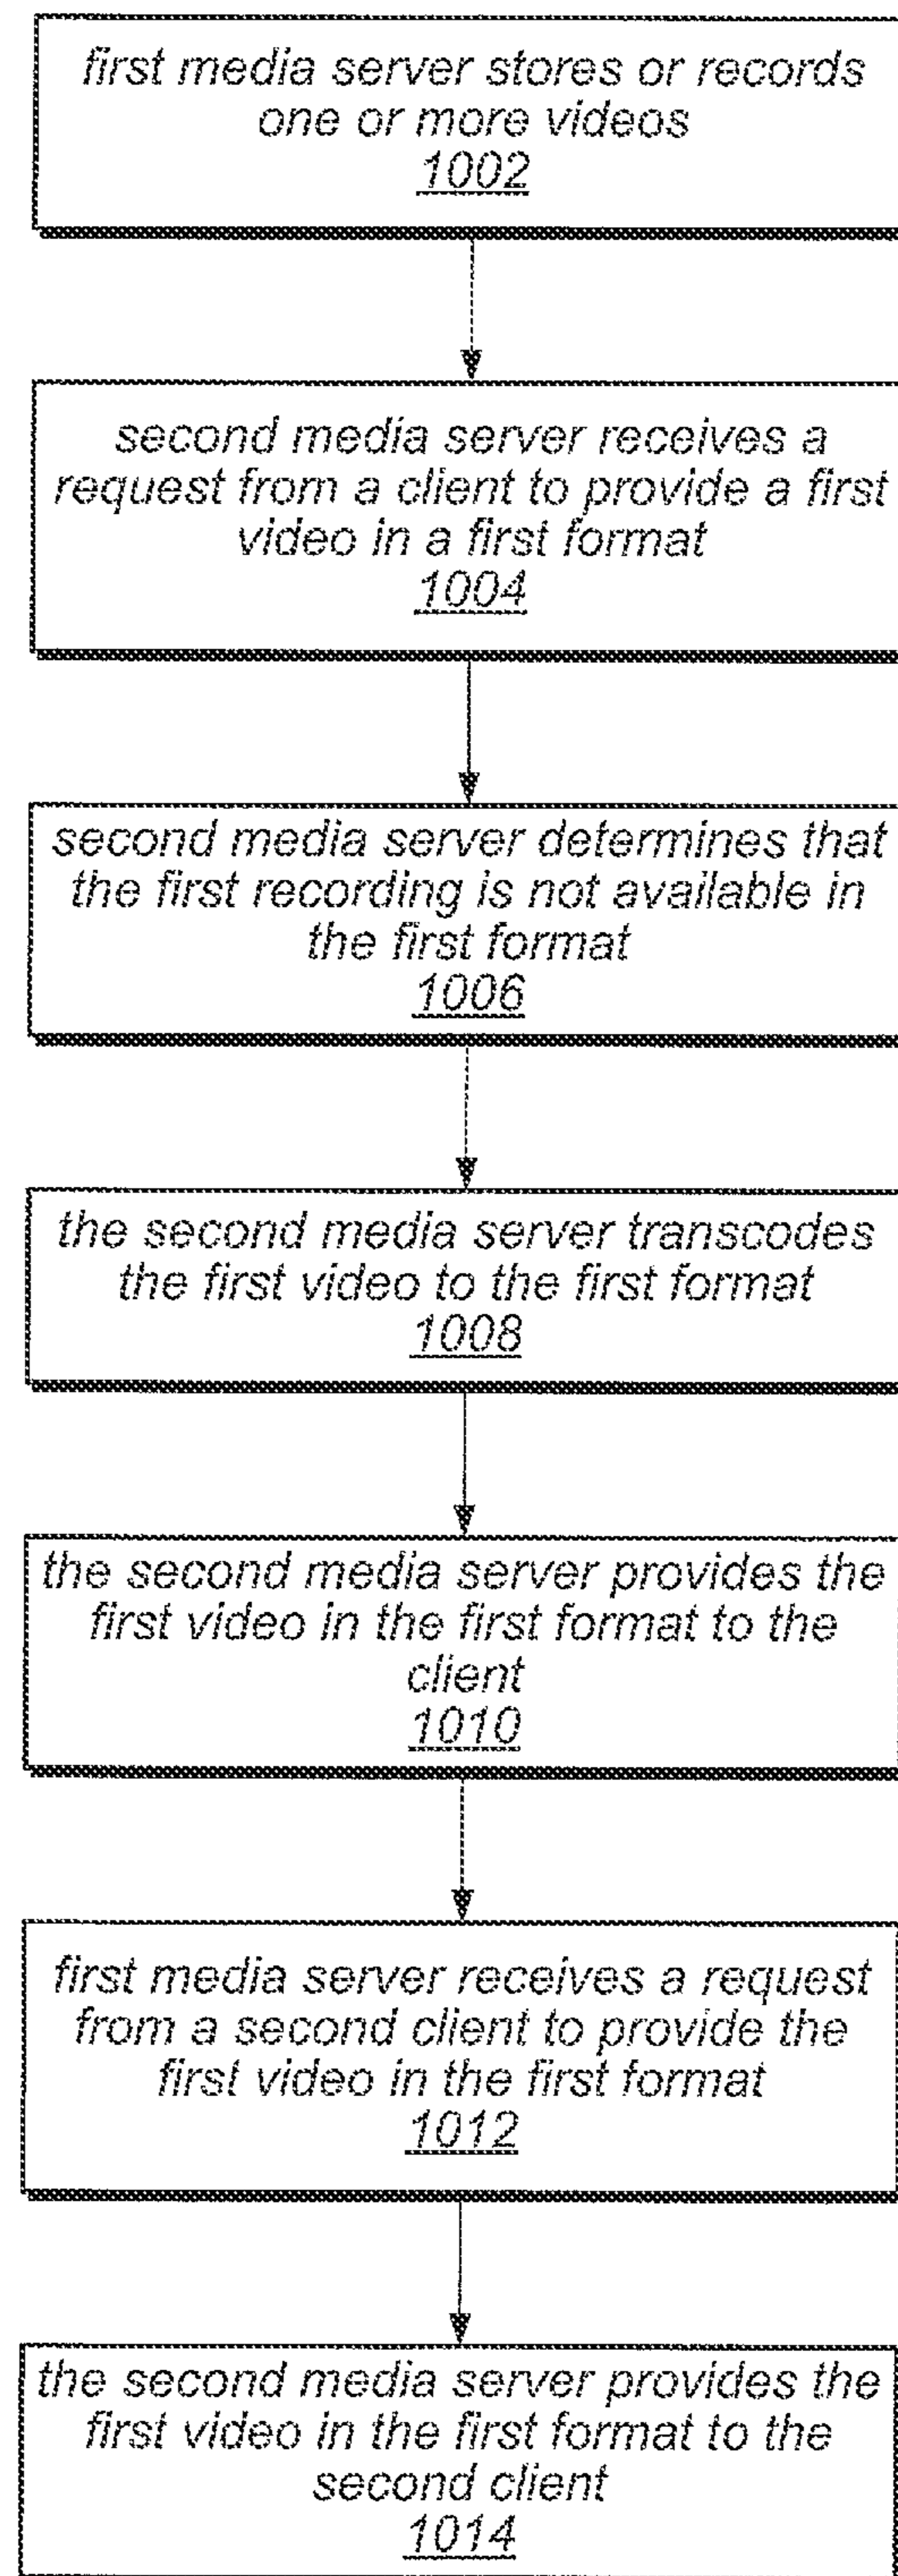 first media server stores or records
one or more videos
1002
second media server receives a
request from a client to provide a first
video in a first format
1004
second media server determines that
the first recording is not available in
the first format
1006
the second media server transcodes
the first video to the first format
1008
the second media server provides the
first video in the first format to the
client
1010
first media server receives a request
from a second client to provide the
first video in the first format
1012
the second media server provides the
first video in the first format to the
second client
1014